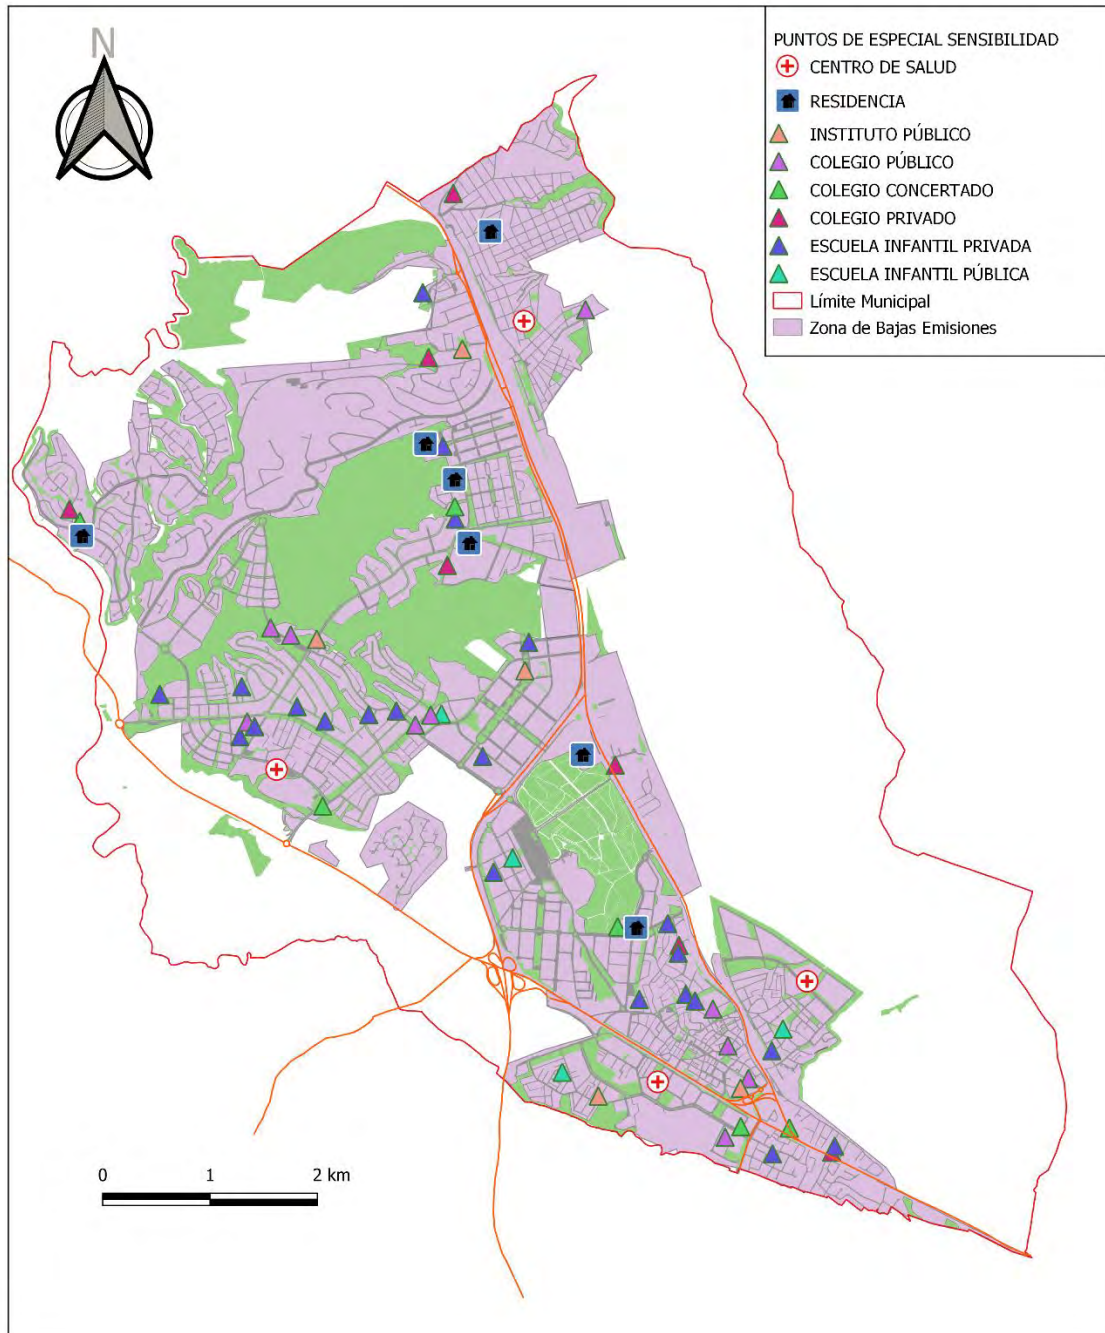 N
PUNTOS DE ESPECIAL SENSIBILIDAD
CENTRO DE SALUD
RESIDENCIA
INSTITUTO PÚBLICO
COLEGIO PÚBLICO
COLEGIO CONCERTADO
COLEGIO PRIVADO
ESCUELA INFANTIL PRIVADA
ESCUELA INFANTIL PÚBLICA
Límite Municipal
Zona de Bajas Emisiones
0 1 2 km